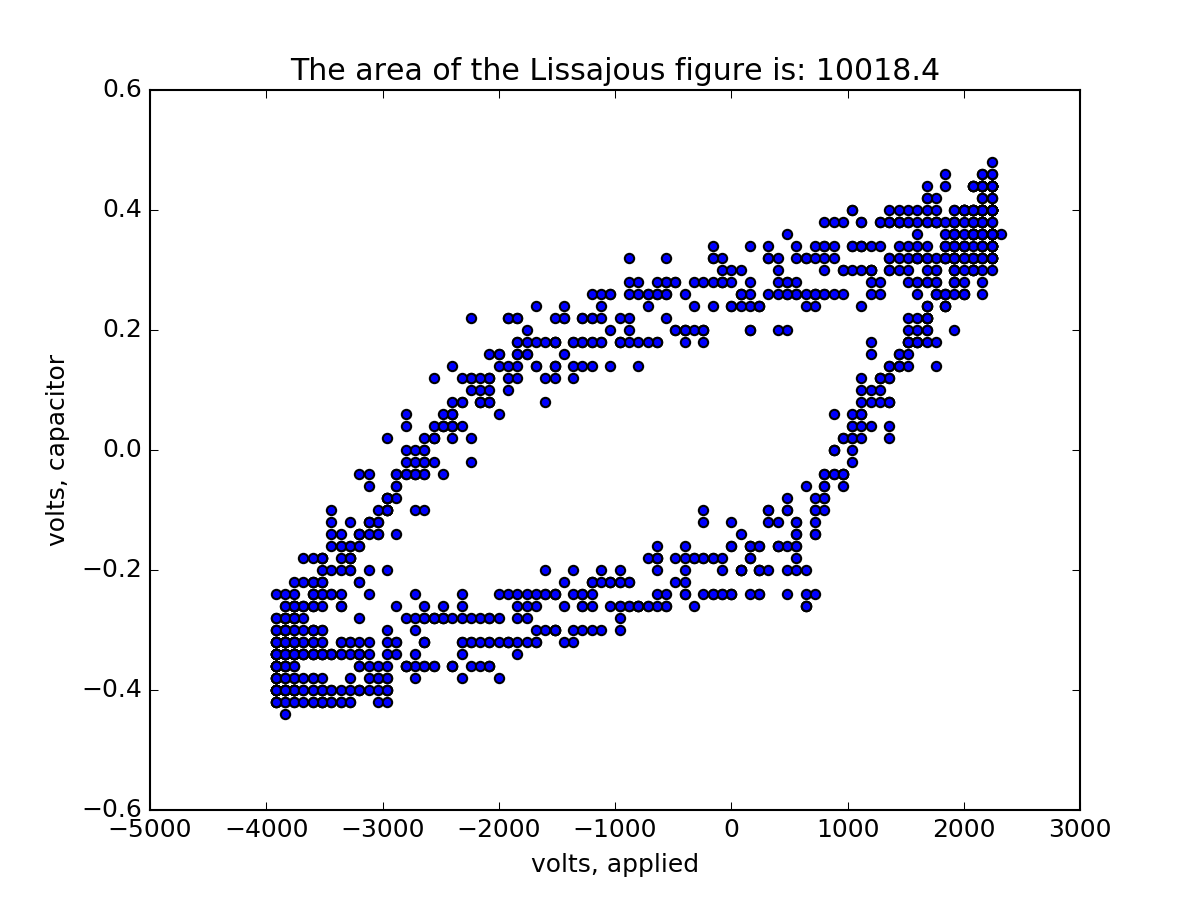 The area of the Lissajous figure is: 10018.4
0.6
0.4
0.2
0.0
−0.2
−0.4
−0.6
volts, capacitor
−5000 −4000 −3000 −2000 −1000 0 1000 2000 3000
volts, applied